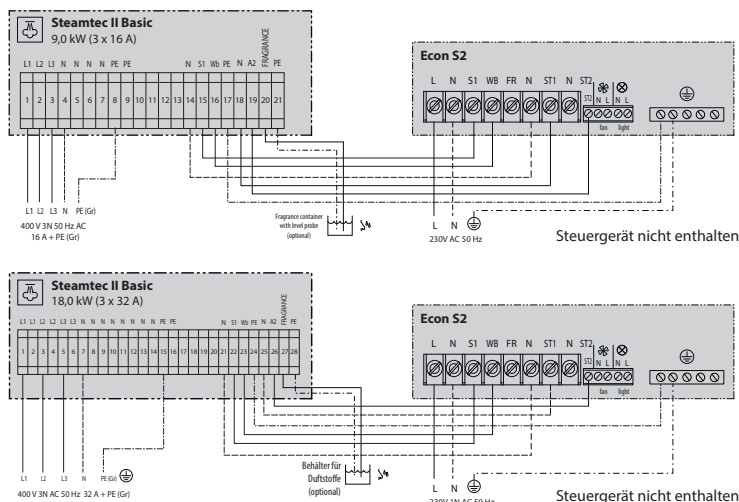 Steamtec II Basic
9,0 kW (3 x 16 A)
L1 L2 L3 N N N N PE PE N S1 Wb PE N A2 FRAGRANCE PE
1 2 3 4 5 6 7 8 9 10 11 12 13 14 15 16 17 18 19 20 21
L1 L2 L3 N PE (Gr)
400 V 3N 50 Hz AC
16 A + PE (Gr)
Fragrance container
with level probe
(optional)
Econ S2
L N S1 WB FR N ST1 N ST2
ST2 N L N L
fan light
L N
230V AC 50 Hz
Steuergerät nicht enthalten
Steamtec II Basic
18,0 kW (3 x 32 A)
L1 L1 L2 L2 L3 L3 N N N N N N N N PE PE N S1 Wb PE N A2 FRAGRANCE PE
1 2 3 4 5 6 7 8 9 10 11 12 13 14 15 16 17 18 19 20 21 22 23 24 25 26 27 28
L1 L2 L3 N PE (Gr)
400 V 3N AC 50 Hz 32 A + PE (Gr)
Behälter für
Duftstoffe
(optional)
Econ S2
L N S1 WB FR N ST1 N ST2
ST2 N L N L
fan light
L N
230V 1N AC 50 Hz
Steuergerät nicht enthalten